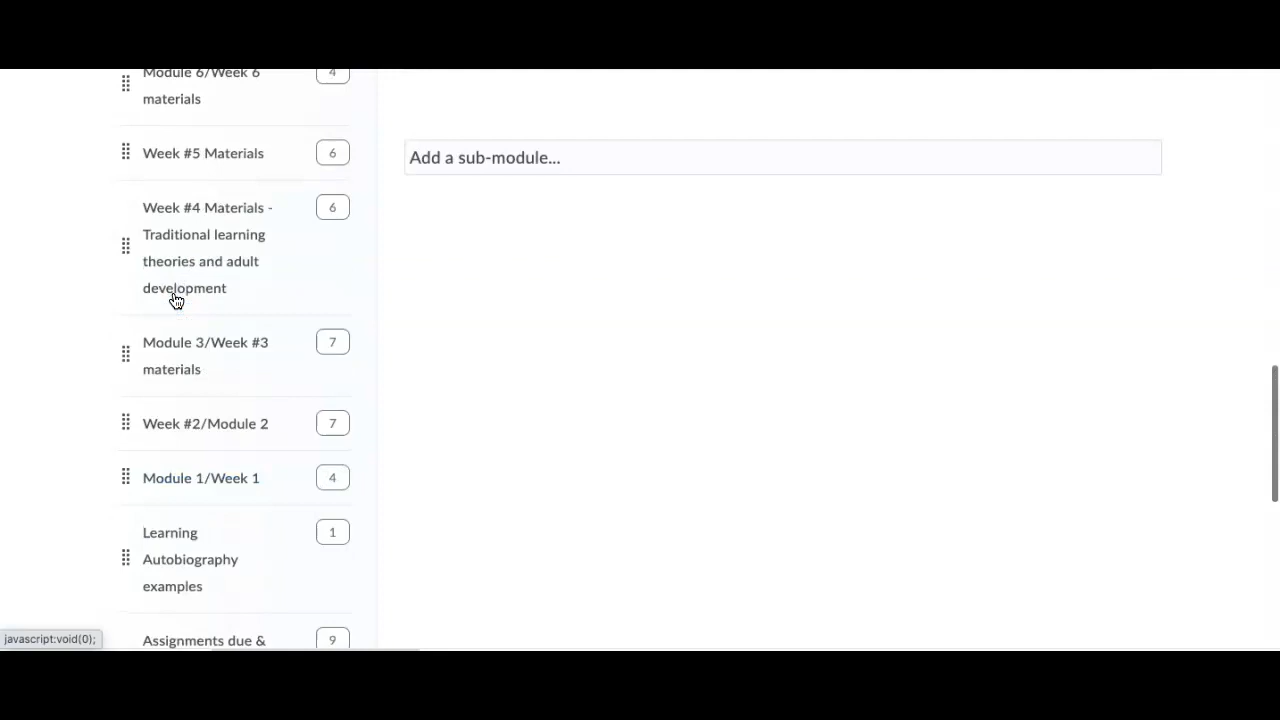 Module 6/Week 6
4
materials
Week #5 Materials
6
Add a sub-module...
Week #4 Materials -
6
Traditional learning
theories and adult
development
Module 3/Week #3
7
materials
Week #2/Module 2
7
Module 1/Week 1
4
Learning
1
Autobiography
examples
Assignments due &
9
javascript:void(0);